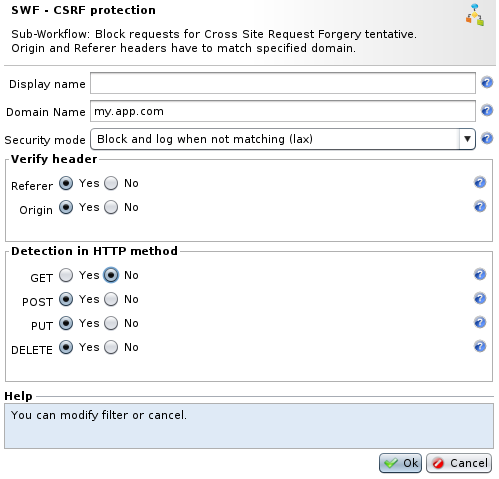 SWF - CSRF protection
Sub-Workflow: Block requests for Cross Site Request Forgery tentative.
Origin and Referer headers have to match specified domain.
Display name
Domain Name my.app.com
Security mode Block and log when not matching (lax)
Verify header
Referer Yes No
Origin Yes No
Detection in HTTP method
GET Yes No
POST Yes No
PUT Yes No
DELETE Yes No
Help
You can modify filter or cancel.
Ok Cancel